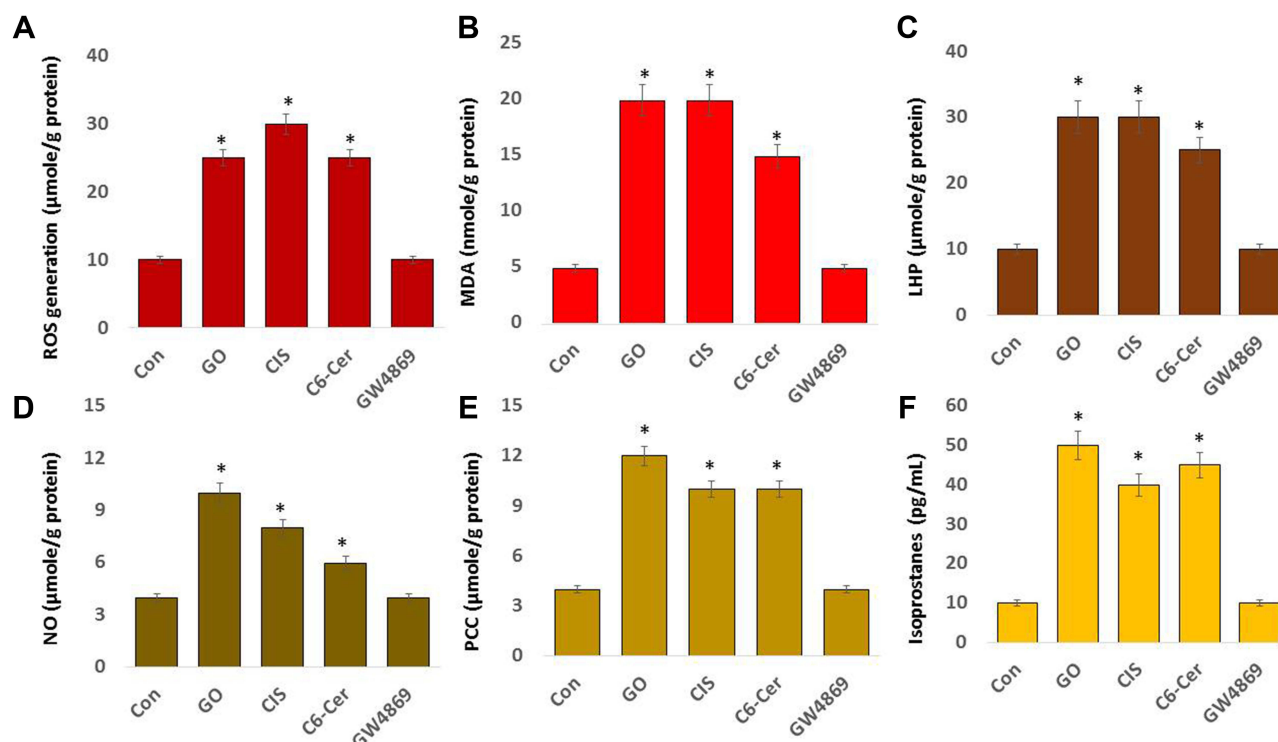 A
ROS generation (µmole/g protein)
40
30
20
10
0
*
*
*
Con
GO
CIS
C6-Cer
GW4869
B
MDA (nmole/g protein)
25
20
15
10
5
0
*
*
*
Con
GO
CIS
C6-Cer
GW4869
C
LHP (µmole/g protein)
40
30
20
10
0
*
*
*
Con
GO
CIS
C6-Cer
GW4869
D
NO (µmole/g protein)
15
12
9
6
3
0
*
*
*
Con
GO
CIS
C6-Cer
GW4869
E
PCC (µmole/g protein)
15
12
9
6
3
0
*
*
*
Con
GO
CIS
C6-Cer
GW4869
F
Isoprostanes (pg/mL)
60
50
40
30
20
10
0
*
*
*
Con
GO
CIS
C6-Cer
GW4869